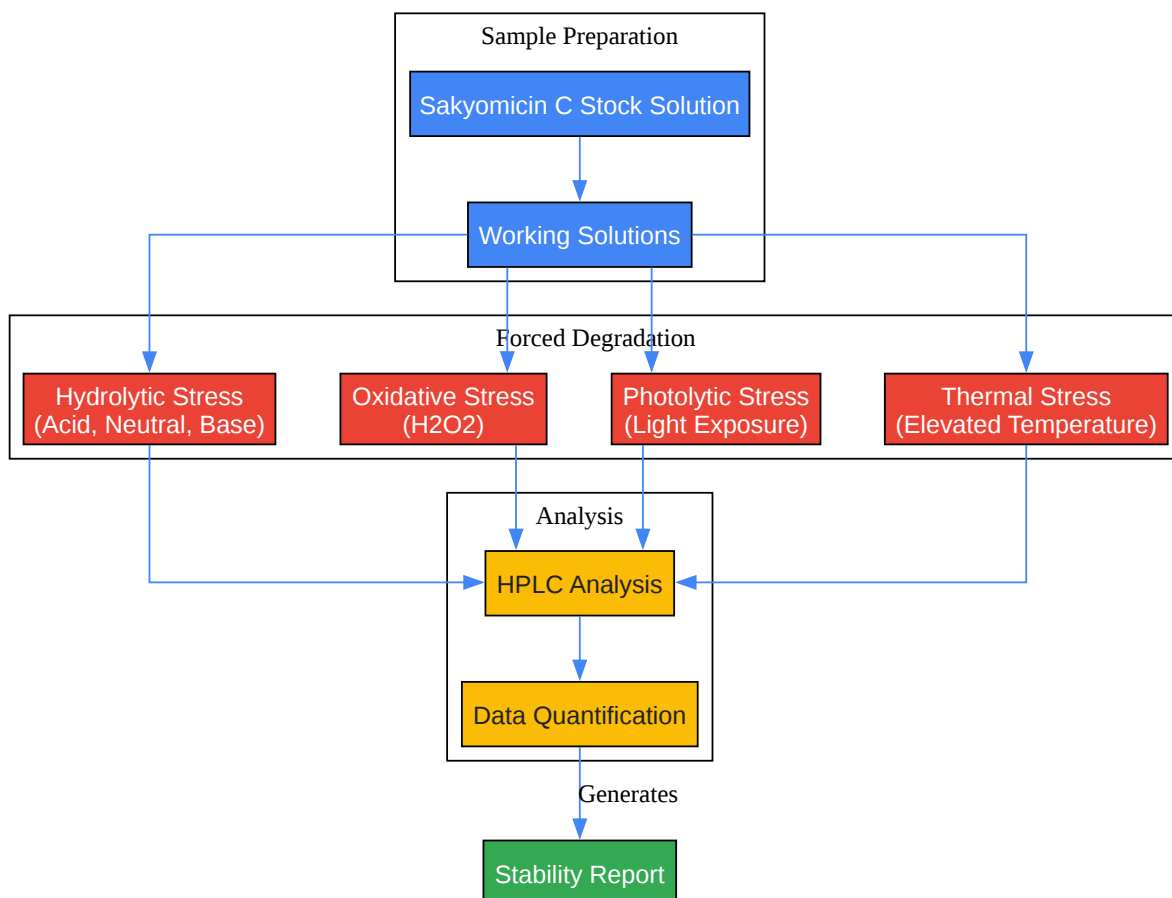 Sample Preparation
Sakyomicin C Stock Solution
Working Solutions
Forced Degradation
Hydrolytic Stress
(Acid, Neutral, Base)
Oxidative Stress
(H2O2)
Photolytic Stress
(Light Exposure)
Thermal Stress
(Elevated Temperature)
Analysis
HPLC Analysis
Data Quantification
Generates
Stability Report